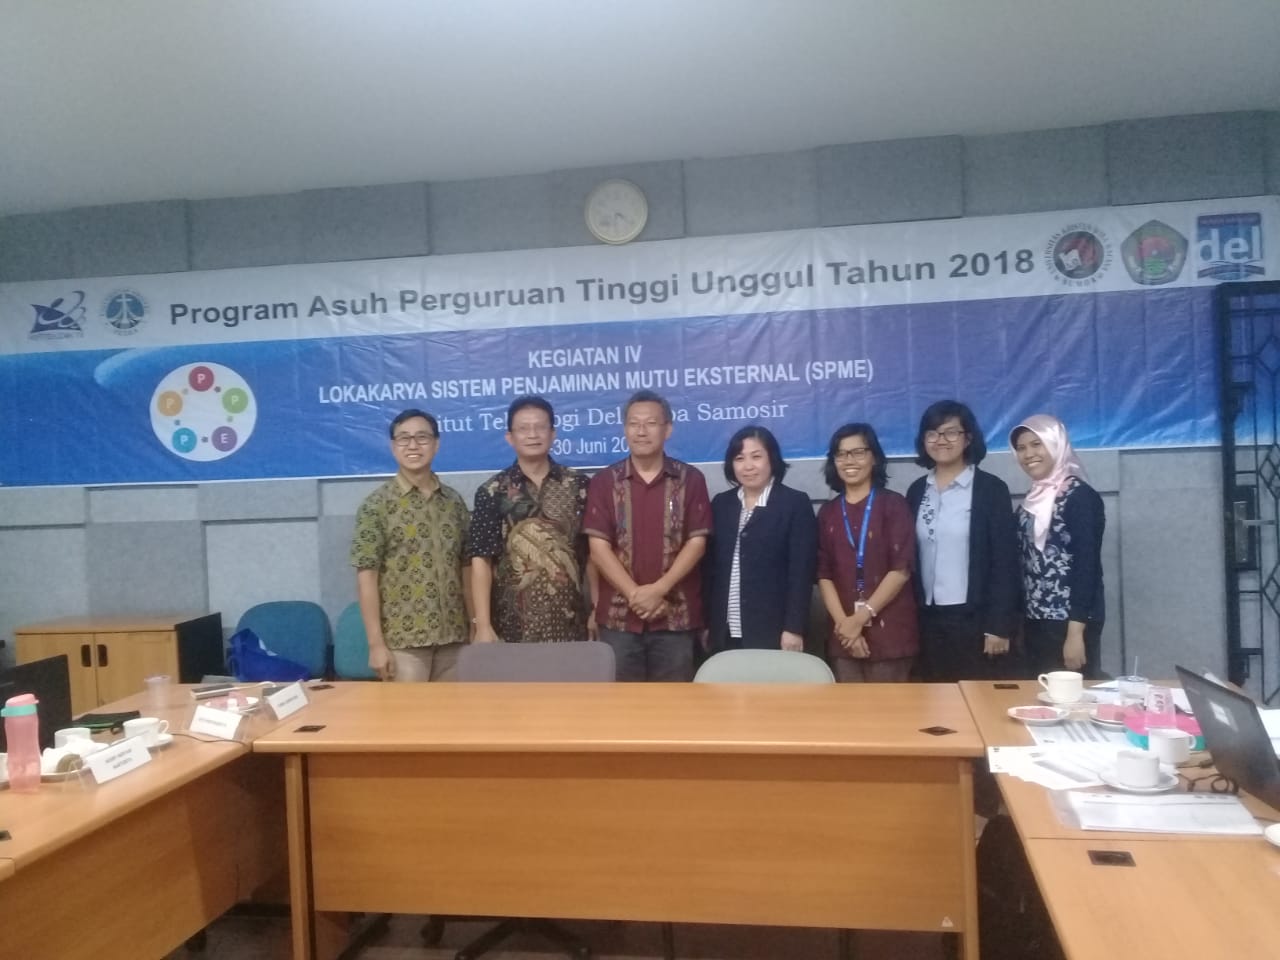 Program Asuh Perguruan Tinggi Unggul Tahun 2018
del
KEGIATAN IV
LOKAKARYA SISTEM PENJAMINAN MUTU EKSTERNAL (SPME)
Samosir
30 Juni
P
P
P
P
E